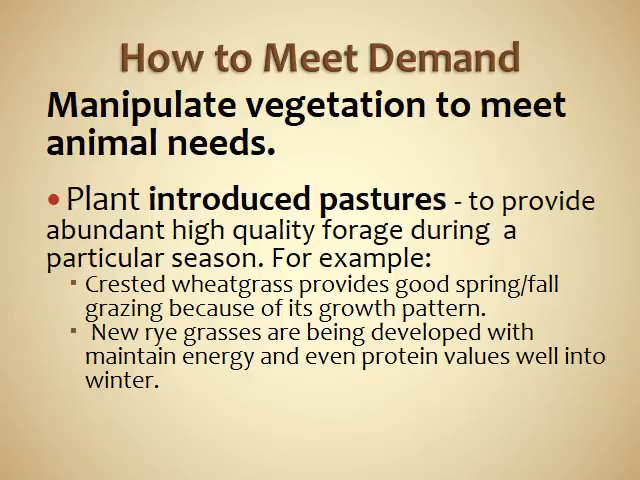 How to Meet Demand
Manipulate vegetation to meet
animal needs.
• Plant introduced pastures - to provide
abundant high quality forage during a
particular season. For example:
▪ Crested wheatgrass provides good spring/fall
grazing because of its growth pattern.
▪ New rye grasses are being developed with
maintain energy and even protein values well into
winter.